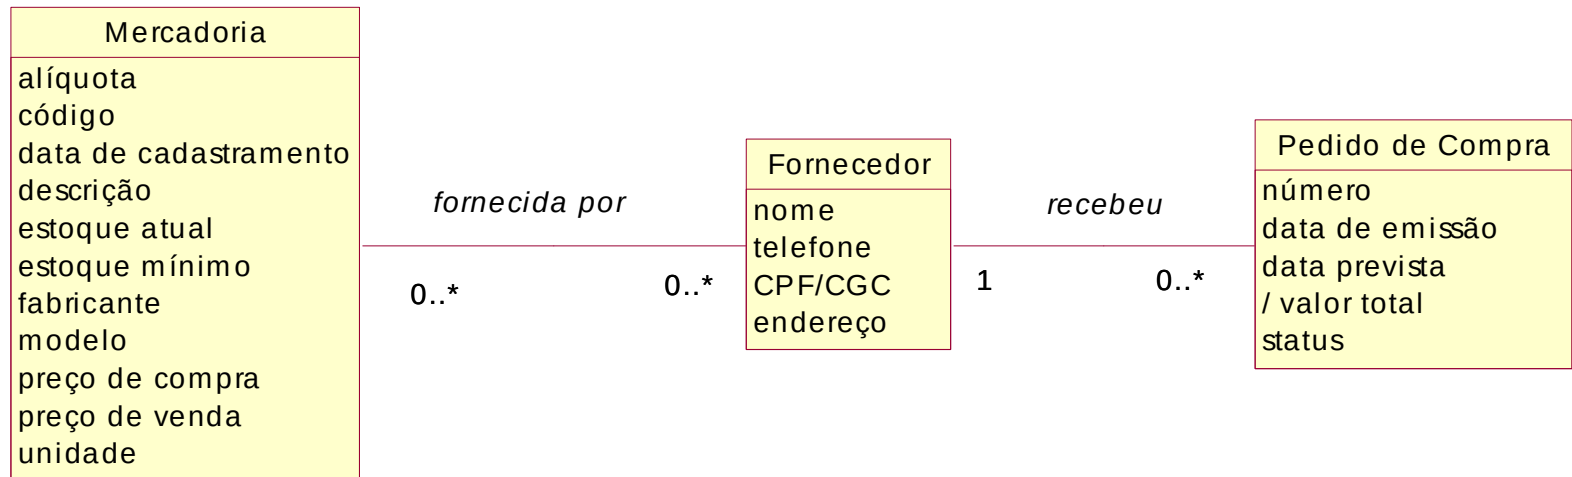 Mercadoria
alíquota
código
data de cadastramento
descrição
estoque atual
estoque mínimo
fabricante
modelo
preço de compra
preço de venda
unidade
fornecida por
0..*
0..*
Fornecedor
nome
telefone
CPF/CGC
endereço
recebeu
1
0..*
Pedido de Compra
número
data de emissão
data prevista
/ valor total
status